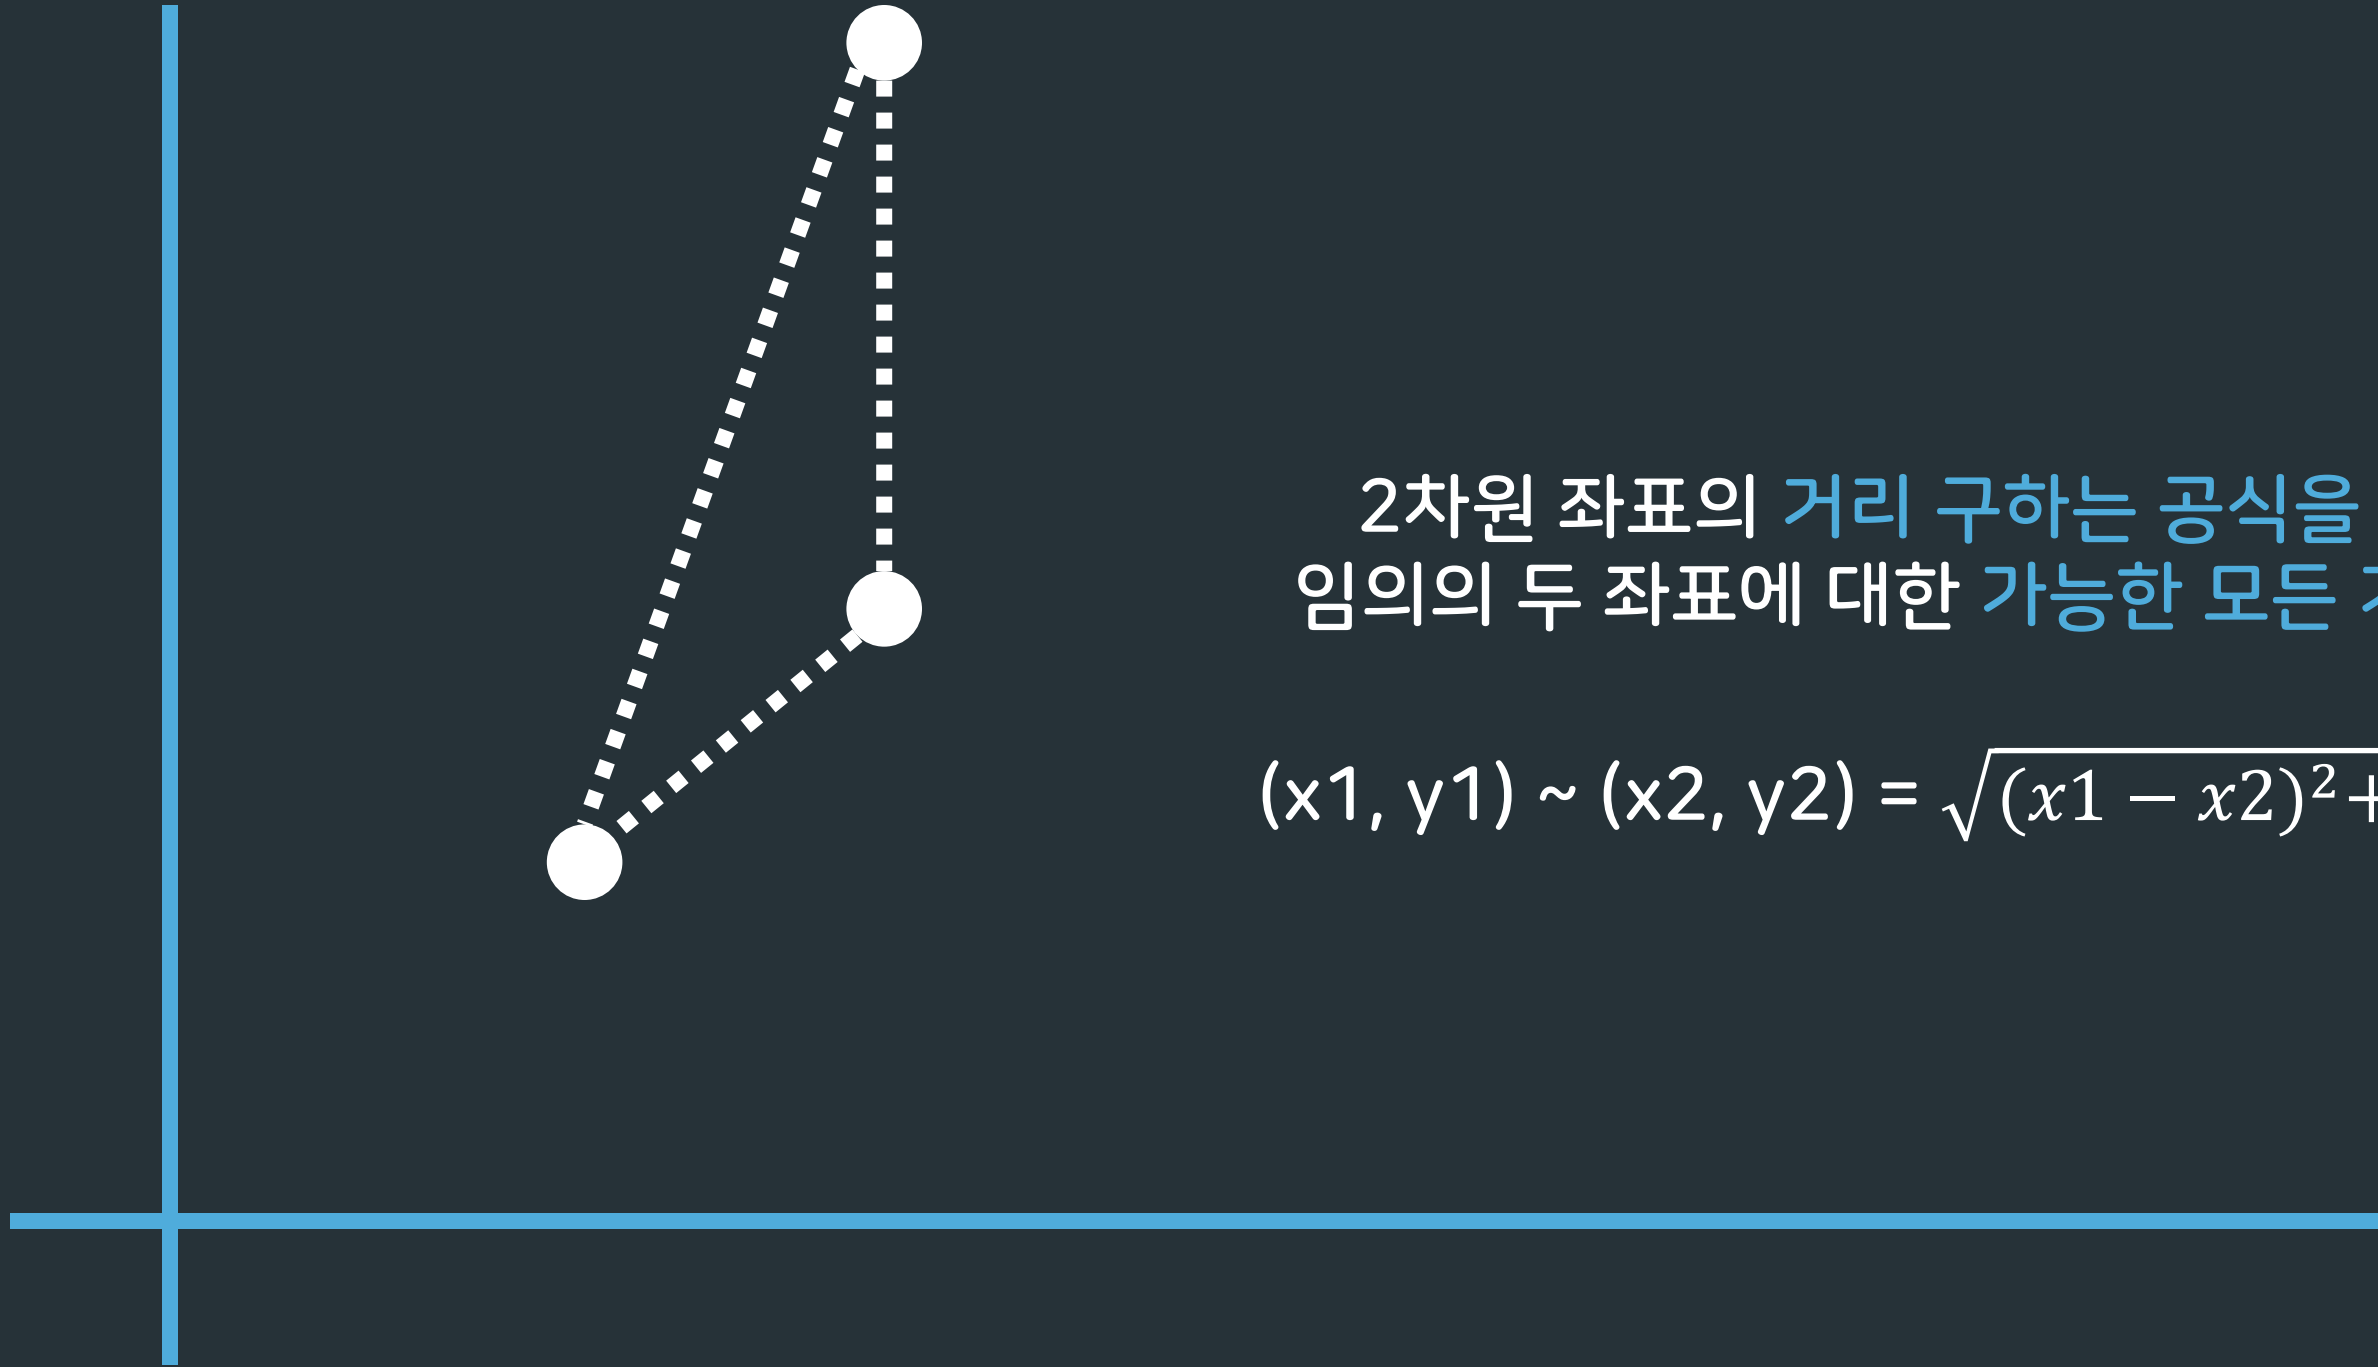 2차원 좌표의 거리 구하는 공식을
임의의 두 좌표에 대한 가능한 모든
(x1, y1) ~ (x2, y2) = √(x1 − x2)²+